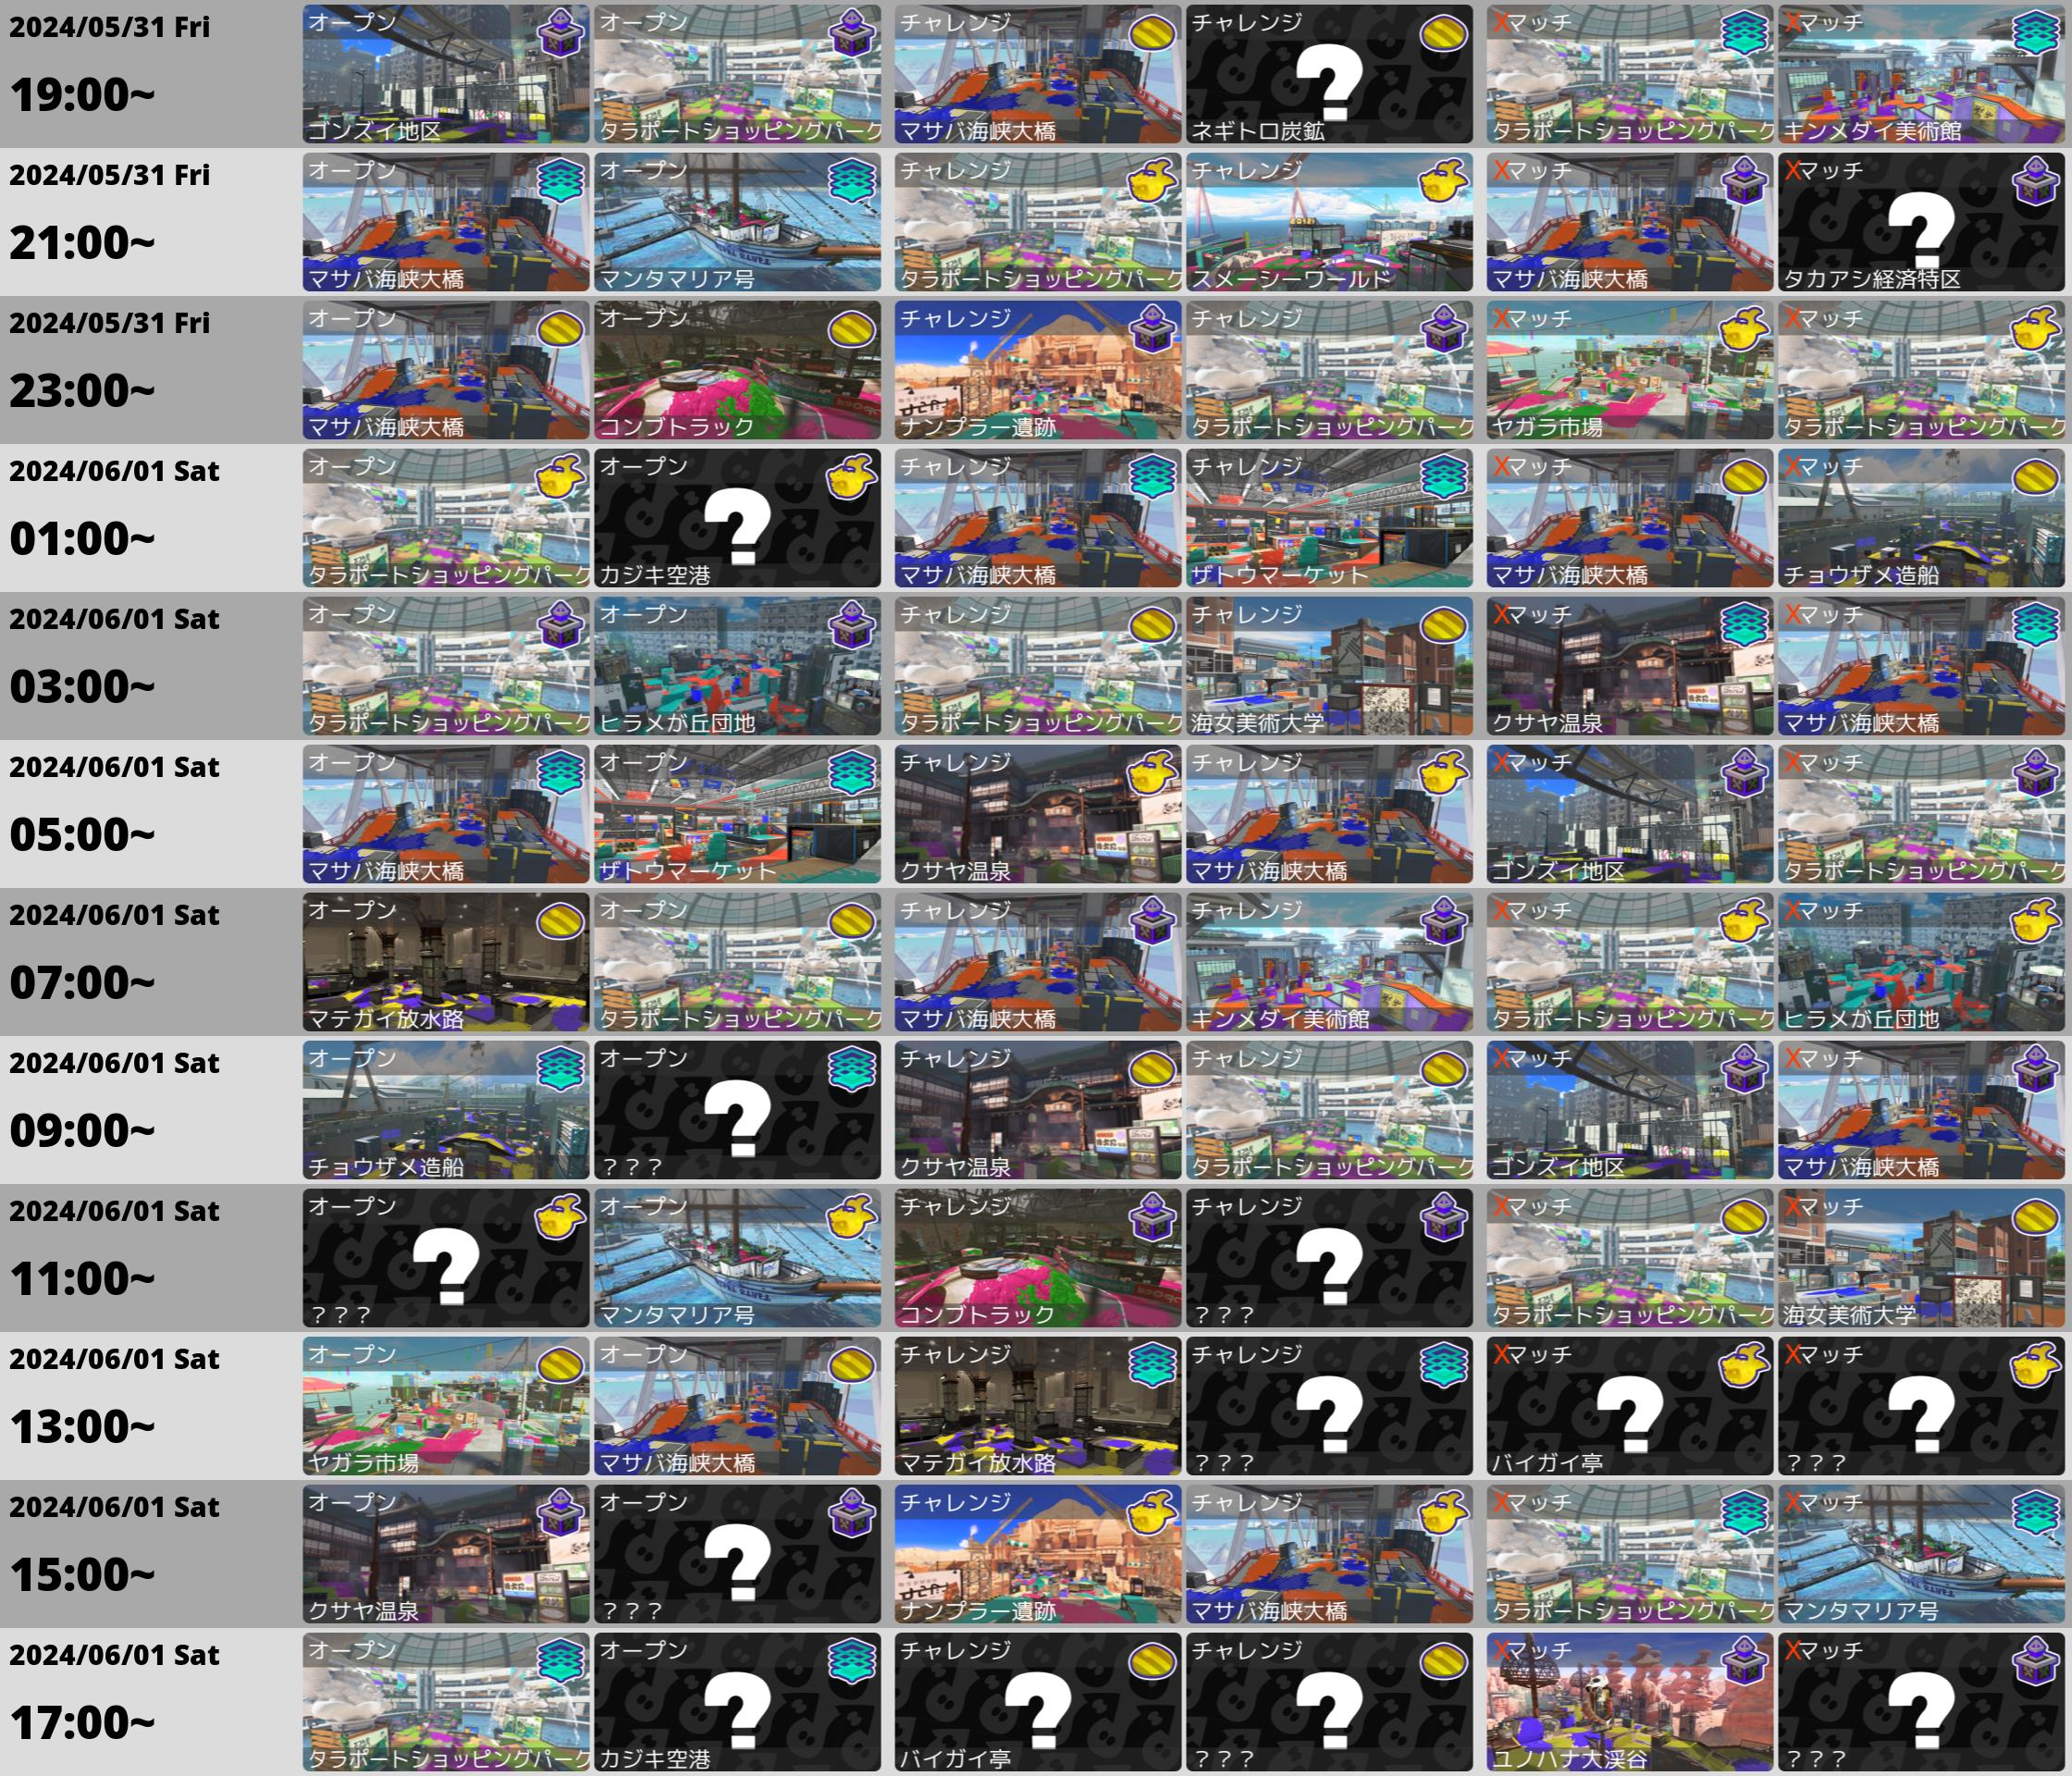 2024/05/31 Fri
19:00~
オープン
ゴンズイ地区
オープン
タラポートショッピングパーク
チャレンジ
マサバ海峡大橋
チャレンジ
ネギトロ炭鉱
Xマッチ
タラポートショッピングパーク
Xマッチ
キンメダイ美術館
2024/05/31 Fri
21:00~
オープン
マサバ海峡大橋
オープン
マンタマリア号
チャレンジ
タラポートショッピングパーク
チャレンジ
スメーシーワールド
Xマッチ
マサバ海峡大橋
Xマッチ
タカアシ経済特区
2024/05/31 Fri
23:00~
オープン
マサバ海峡大橋
オープン
コンブトラック
チャレンジ
ナンプラー遺跡
チャレンジ
タラポートショッピングパーク
Xマッチ
ヤガラ市場
Xマッチ
タラポートショッピングパーク
2024/06/01 Sat
01:00~
オープン
タラポートショッピングパーク
オープン
カジキ空港
チャレンジ
マサバ海峡大橋
チャレンジ
ザトウマーケット
Xマッチ
マサバ海峡大橋
Xマッチ
チョウザメ造船
2024/06/01 Sat
03:00~
オープン
タラポートショッピングパーク
オープン
ヒラメが丘団地
チャレンジ
タラポートショッピングパーク
チャレンジ
海女美術大学
Xマッチ
クサヤ温泉
Xマッチ
マサバ海峡大橋
2024/06/01 Sat
05:00~
オープン
マサバ海峡大橋
オープン
ザトウマーケット
チャレンジ
クサヤ温泉
チャレンジ
マサバ海峡大橋
Xマッチ
ゴンズイ地区
Xマッチ
タラポートショッピングパーク
2024/06/01 Sat
07:00~
オープン
マテガイ放水路
オープン
タラポートショッピングパーク
チャレンジ
マサバ海峡大橋
チャレンジ
キンメダイ美術館
Xマッチ
タラポートショッピングパーク
Xマッチ
ヒラメが丘団地
2024/06/01 Sat
09:00~
オープン
チョウザメ造船
オープン
？？？
チャレンジ
クサヤ温泉
チャレンジ
タラポートショッピングパーク
Xマッチ
ゴンズイ地区
Xマッチ
マサバ海峡大橋
2024/06/01 Sat
11:00~
オープン
？？？
オープン
マンタマリア号
チャレンジ
コンブトラック
チャレンジ
？？？
Xマッチ
タラポートショッピングパーク
Xマッチ
海女美術大学
2024/06/01 Sat
13:00~
オープン
ヤガラ市場
オープン
マサバ海峡大橋
チャレンジ
マテガイ放水路
チャレンジ
？？？
Xマッチ
バイガイ亭
Xマッチ
？？？
2024/06/01 Sat
15:00~
オープン
クサヤ温泉
オープン
？？？
チャレンジ
ナンプラー遺跡
チャレンジ
マサバ海峡大橋
Xマッチ
タラポートショッピングパーク
Xマッチ
マンタマリア号
2024/06/01 Sat
17:00~
オープン
タラポートショッピングパーク
オープン
カジキ空港
チャレンジ
バイガイ亭
チャレンジ
？？？
Xマッチ
ユノハナ大渓谷
Xマッチ
？？？